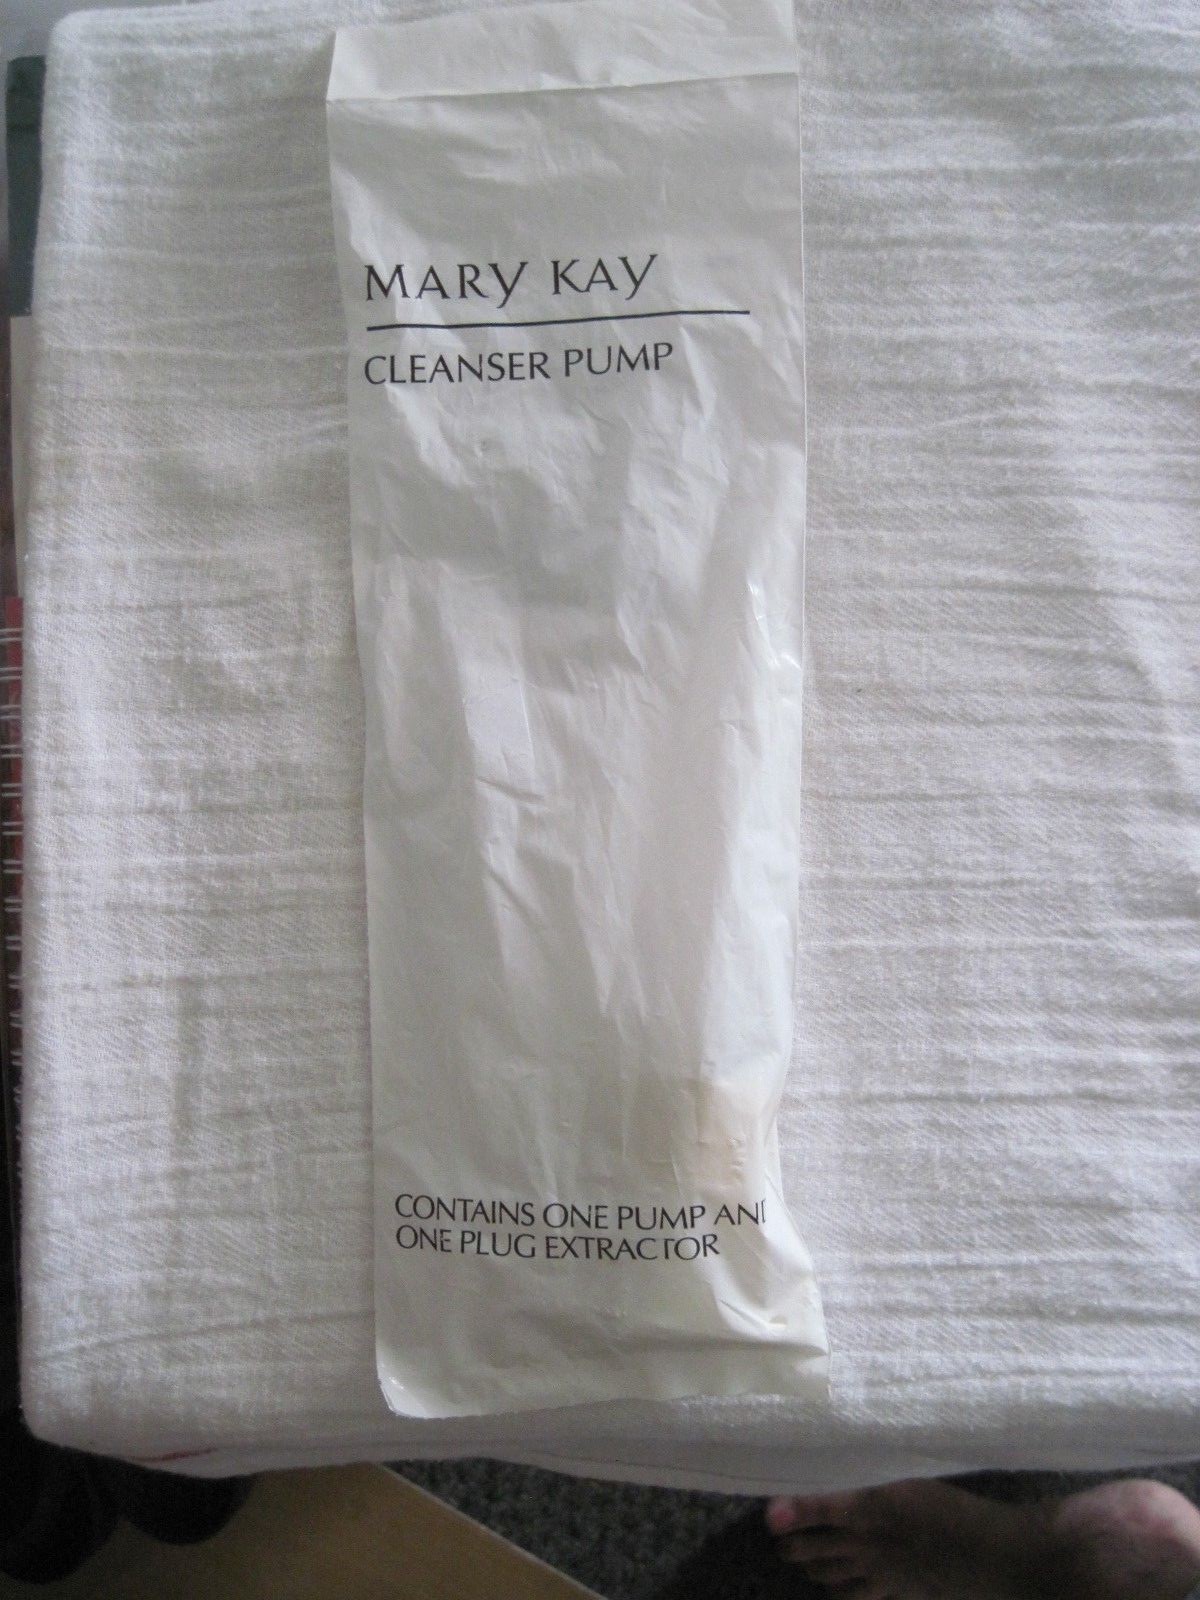 MARY KAY
CLEANSER PUMP
CONTAINS ONE PUMP AND
ONE PLUG EXTRACTOR